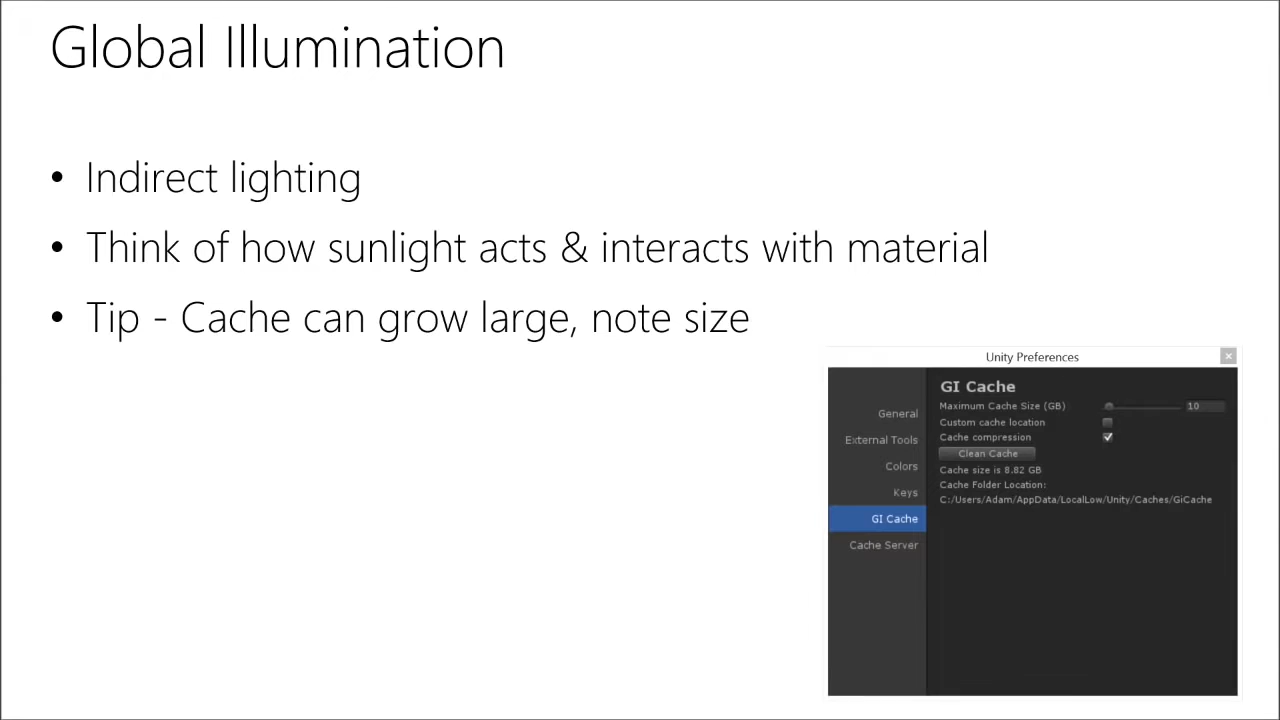 Global Illumination
• Indirect lighting
• Think of how sunlight acts & interacts with material
• Tip - Cache can grow large, note size
Unity Preferences
General
External Tools
Colors
Keys
GI Cache
Cache Server
GI Cache
Maximum Cache Size (GB) 10
Custom cache location
Cache compression
Clean Cache
Cache size is 8.82 GB
Cache Folder Location:
C:/Users/Adam/AppData/LocalLow/Unity/Caches/GiCache